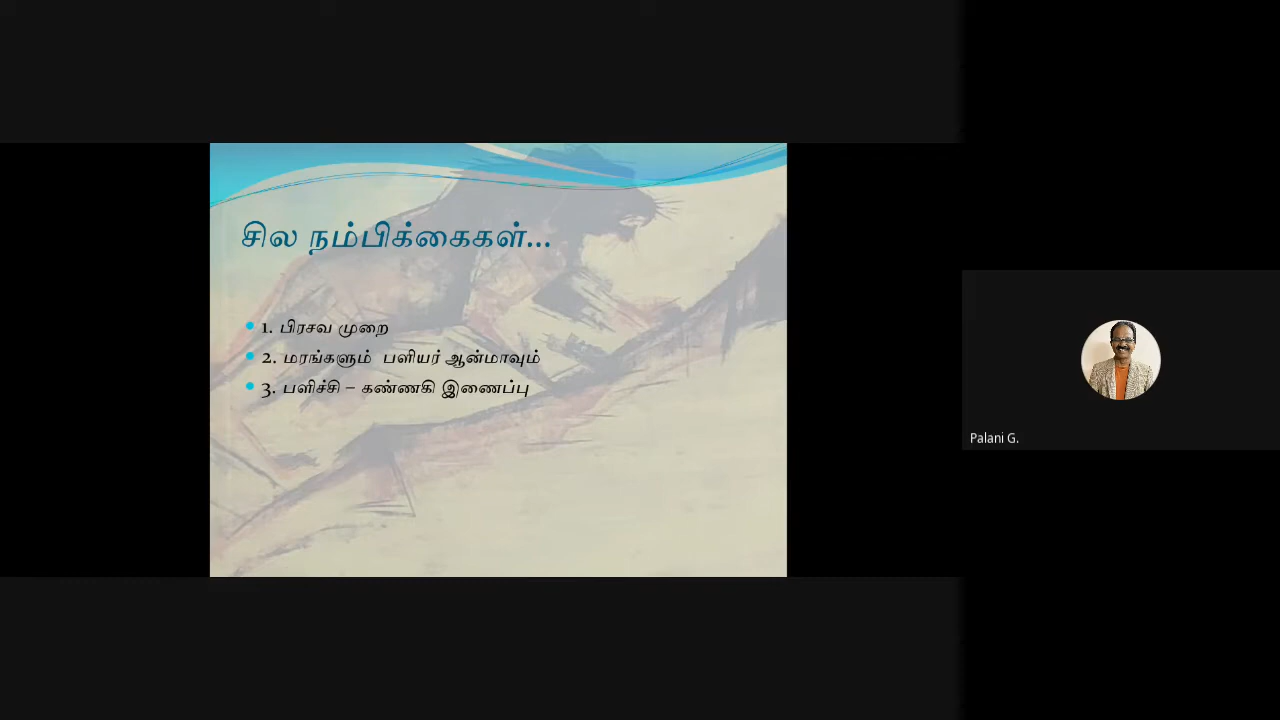 சில நம்பிக்கைகள்...
1. பிரசவ முறை
2. மரங்களும் பளியர் ஆன்மாவும்
3. பளிச்சி – கண்ணகி இணைப்பு
Palani G.